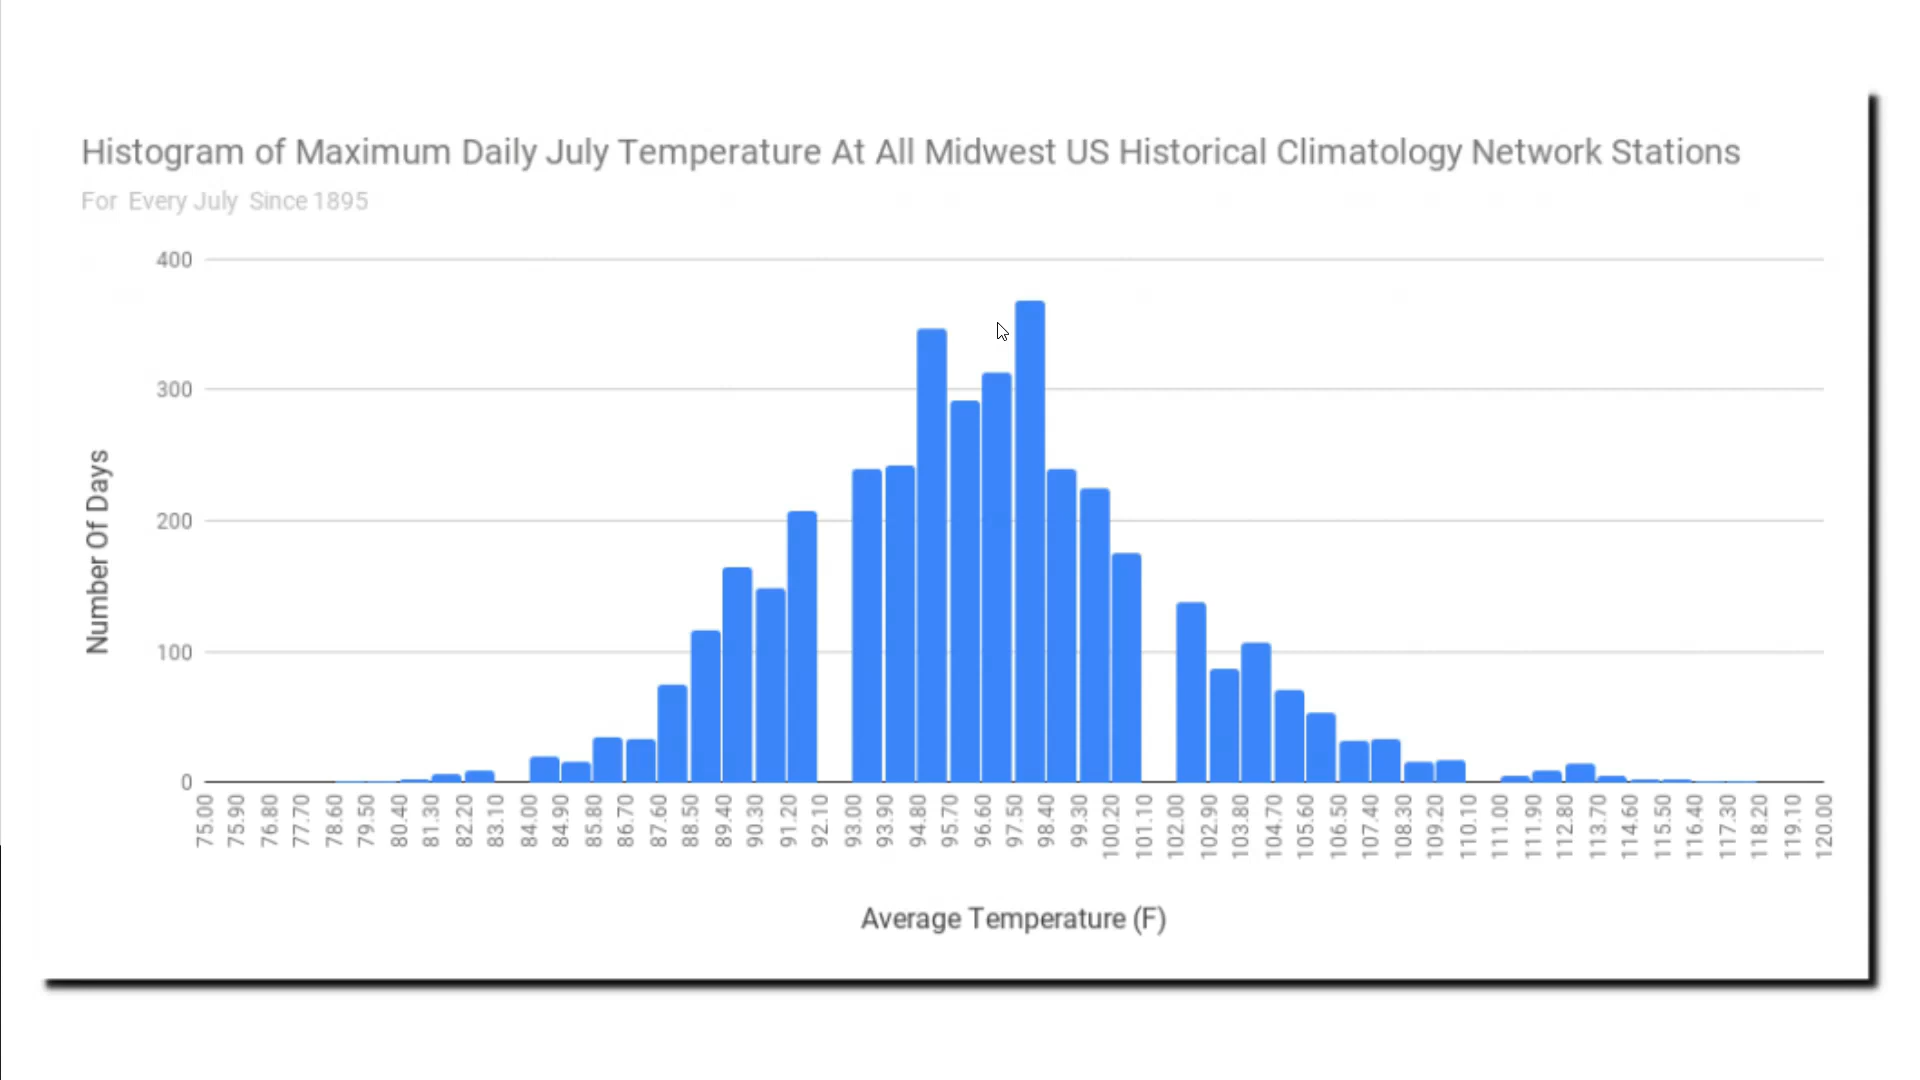 Histogram of Maximum Daily July Temperature At All Midwest US Historical Climatology Network Stations
For Every July Since 1895
400
300
200
100
0
Number Of Days
75.00 75.90 76.80 77.70 78.60 79.50 80.40 81.30 82.20 83.10 84.00 84.90 85.80 86.70 87.60 88.50 89.40 90.30 91.20 92.10 93.00 93.90 94.80 95.70 96.60 97.50 98.40 99.30 100.20 101.10 102.00 102.90 103.80 104.70 105.60 106.50 107.40 108.30 109.20 110.10 111.00 111.90 112.80 113.70 114.60 115.50 116.40 117.30 118.20 119.10 120.00
Average Temperature (F)